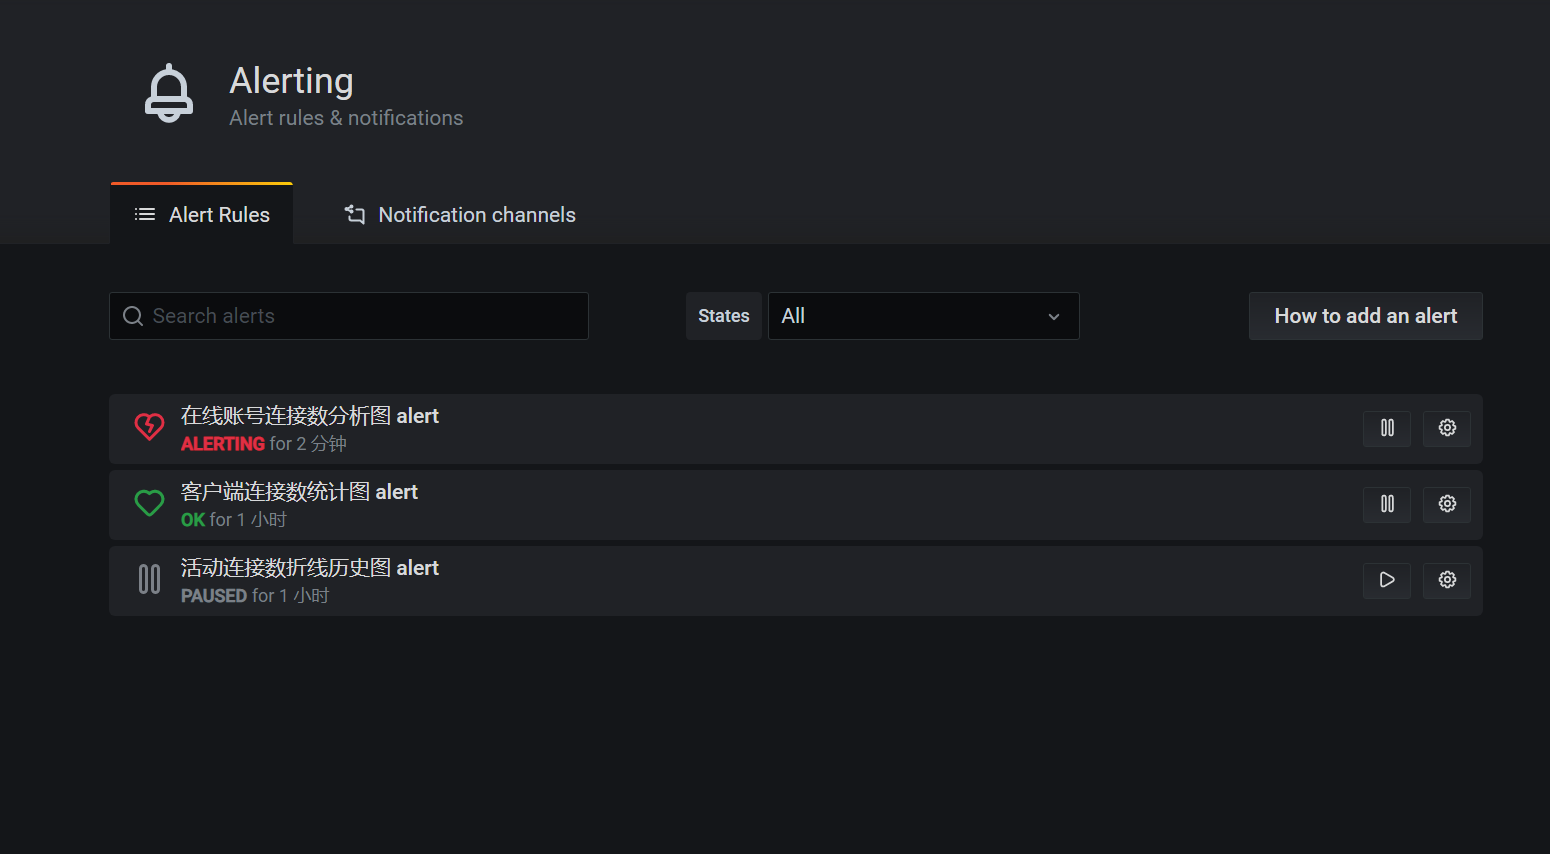 Alerting
Alert rules & notifications
Alert Rules
Notification channels
Search alerts
States
All
How to add an alert
在线账号连接数分析图 alert
ALERTING for 2 分钟
客户端连接数统计图 alert
OK for 1 小时
活动连接数折线历史图 alert
PAUSED for 1 小时